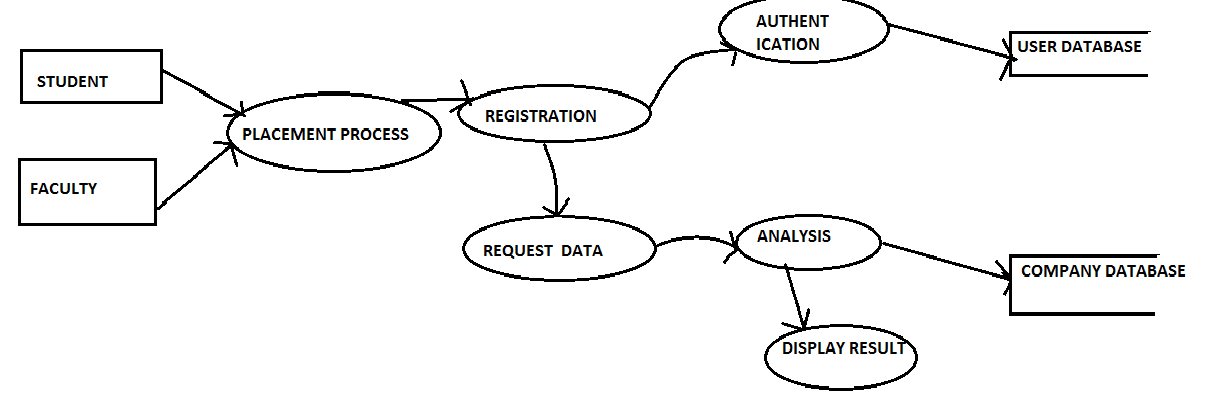 STUDENT
FACULTY
PLACEMENT PROCESS
REGISTRATION
AUTHENT
ICATION
USER DATABASE
REQUEST DATA
ANALYSIS
COMPANY DATABASE
DISPLAY RESULT